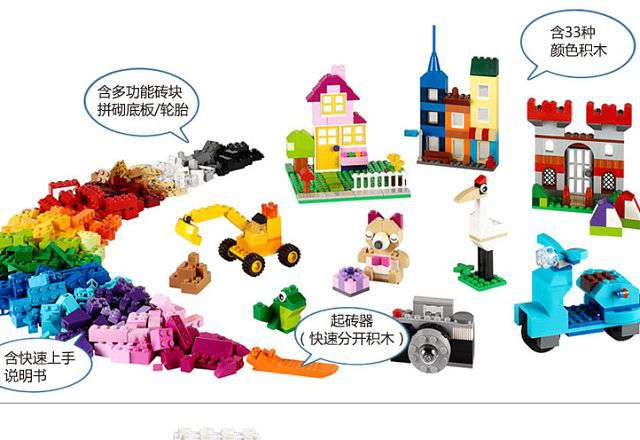 含33种
颜色积木
含多功能砖块
拼砌底板/轮胎
起砖器
(快速分开积木)
含快速上手
说明书